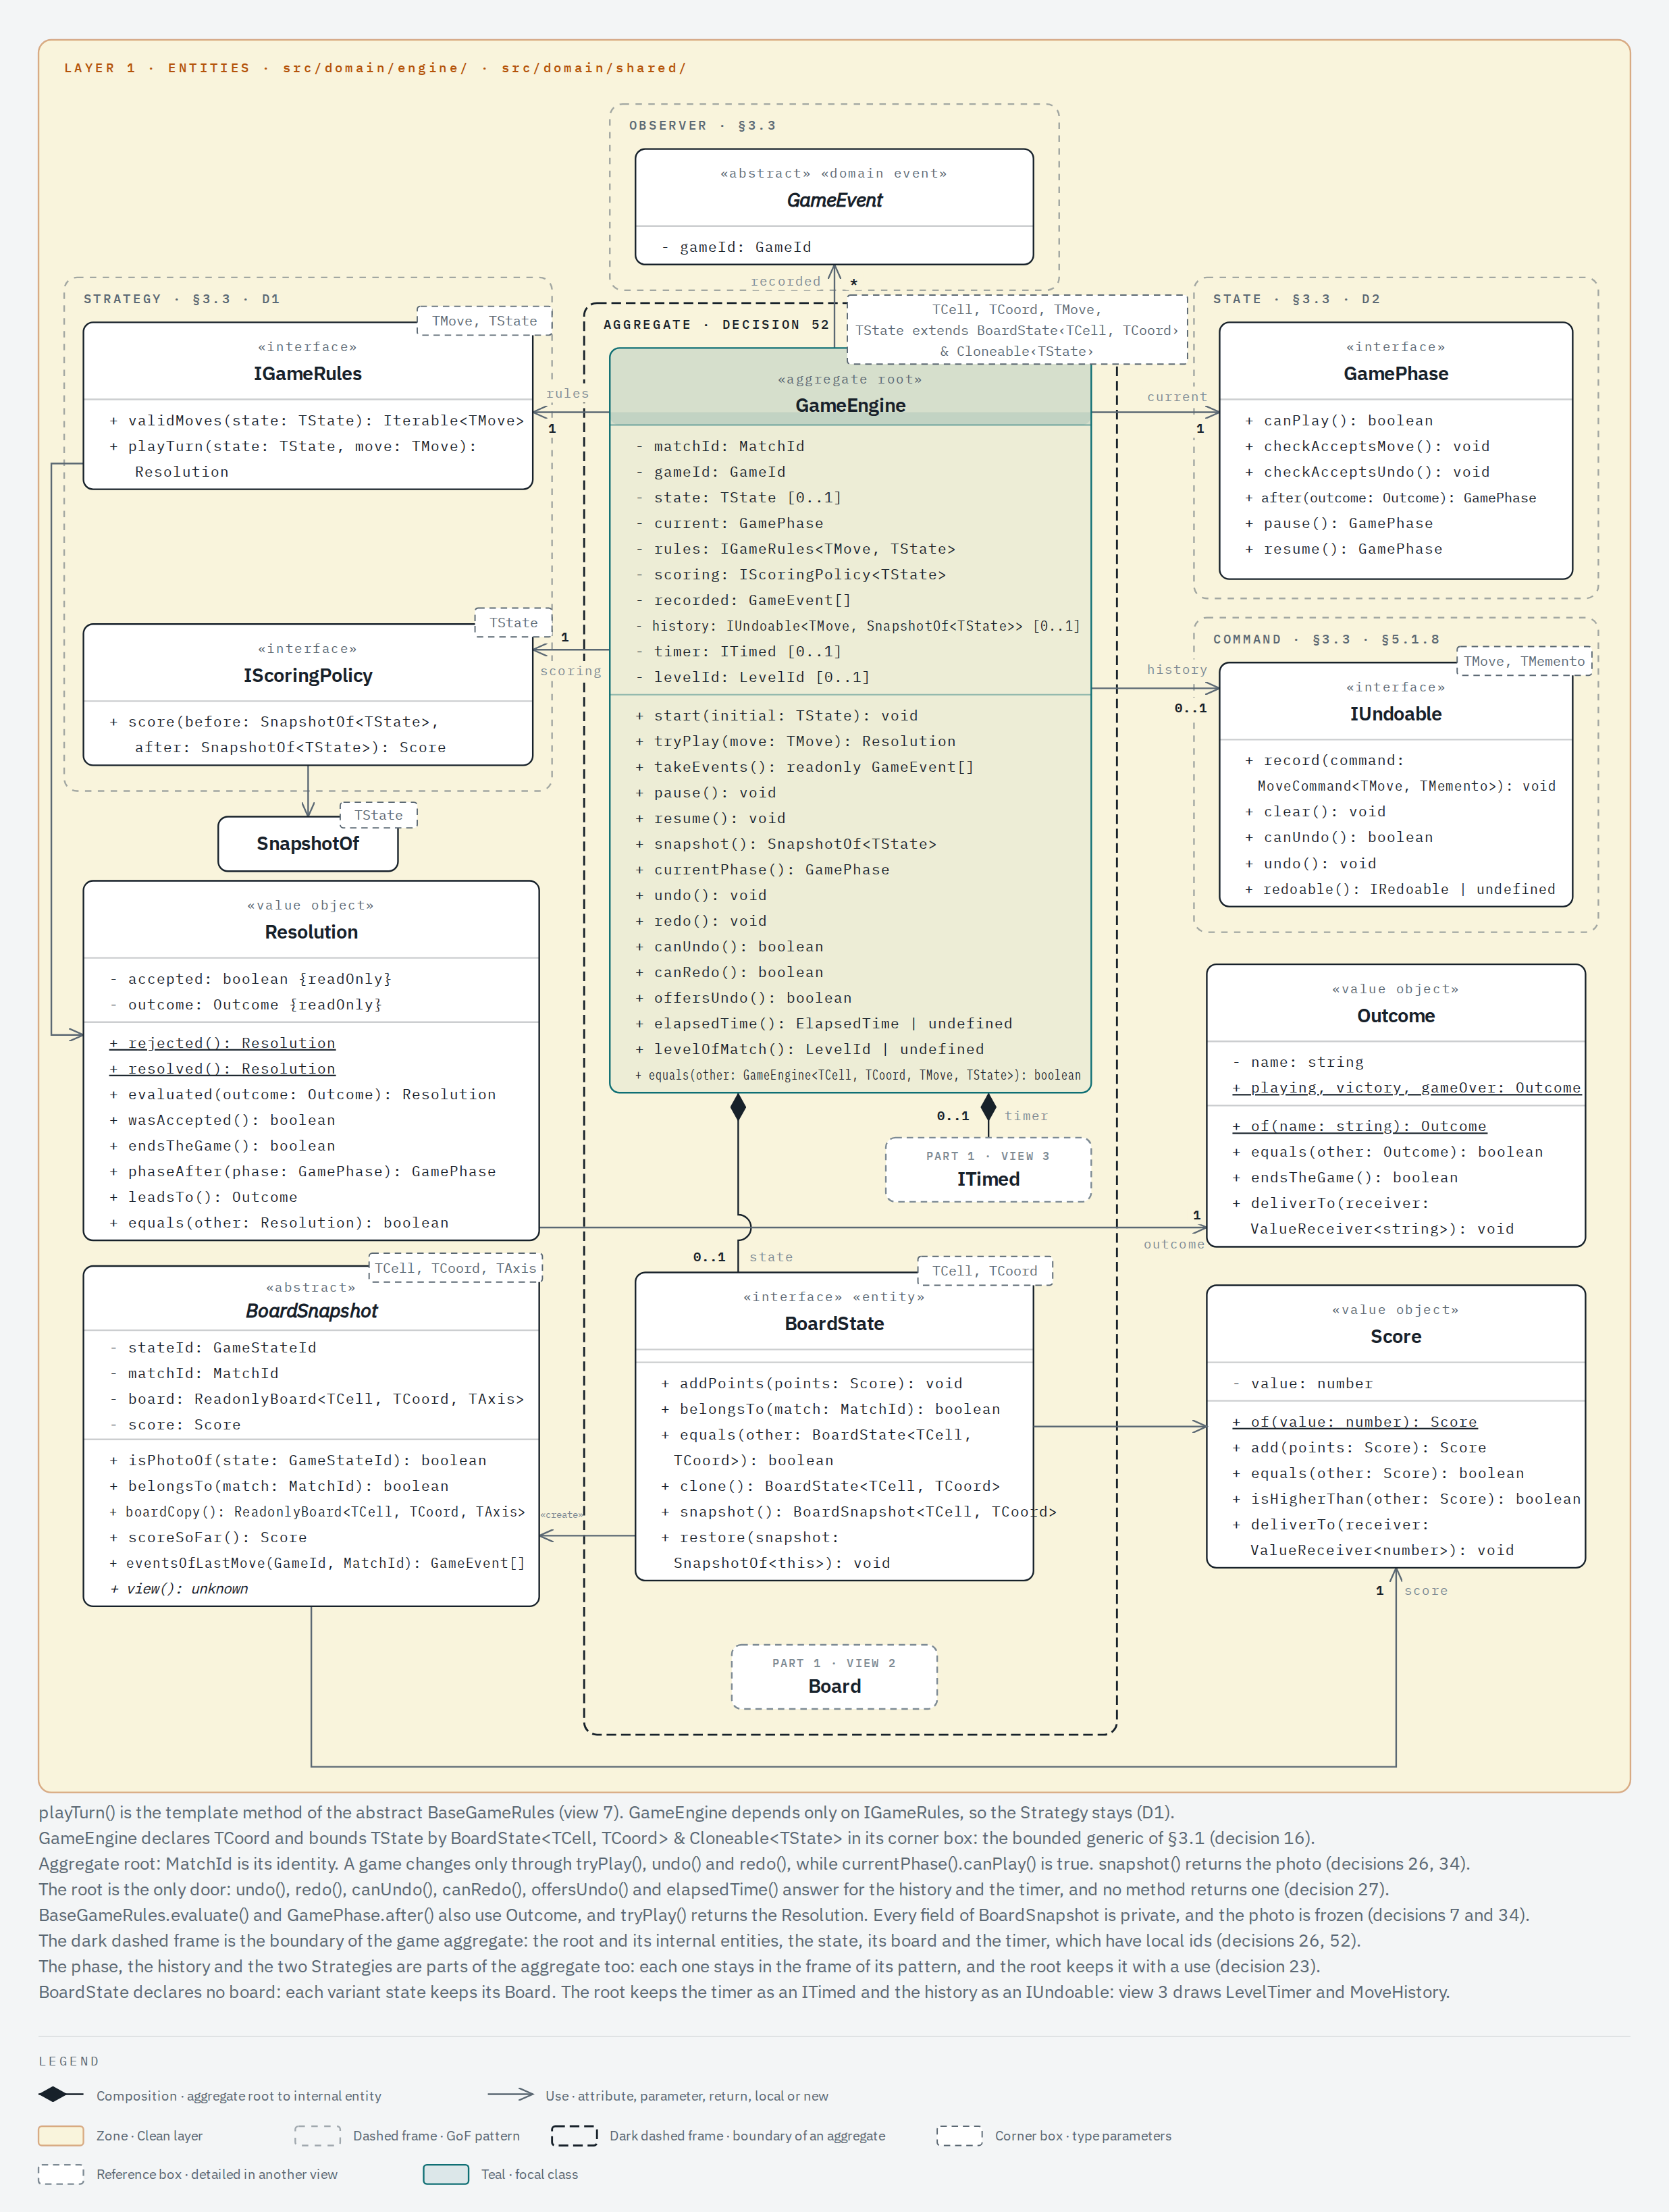 LAYER 1 · ENTITIES · src/domain/engine/ · src/domain/shared/
OBSERVER · §3.3
«abstract» «domain event»
GameEvent
- gameId: GameId
recorded
*
STRATEGY · §3.3 · D1
TMove, TState
«interface»
IGameRules
+ validMoves(state: TState): Iterable<TMove>
+ playTurn(state: TState, move: TMove):
Resolution
rules
1
AGGREGATE · DECISION 52
TCell, TCoord, TMove,
TState extends BoardState‹TCell, TCoord›
& Cloneable‹TState›
«aggregate root»
GameEngine
- matchId: MatchId
- gameId: GameId
- state: TState [0..1]
- current: GamePhase
- rules: IGameRules<TMove, TState>
- scoring: IScoringPolicy<TState>
- recorded: GameEvent[]
- history: IUndoable<TMove, SnapshotOf<TState>> [0..1]
- timer: ITimed [0..1]
- levelId: LevelId [0..1]
+ start(initial: TState): void
+ tryPlay(move: TMove): Resolution
+ takeEvents(): readonly GameEvent[]
+ pause(): void
+ resume(): void
+ snapshot(): SnapshotOf<TState>
+ currentPhase(): GamePhase
+ undo(): void
+ redo(): void
+ canUndo(): boolean
+ canRedo(): boolean
+ offersUndo(): boolean
+ elapsedTime(): ElapsedTime | undefined
+ levelOfMatch(): LevelId | undefined
+ equals(other: GameEngine<TCell, TCoord, TMove, TState>): boolean
STATE · §3.3 · D2
«interface»
GamePhase
+ canPlay(): boolean
+ checkAcceptsMove(): void
+ checkAcceptsUndo(): void
+ after(outcome: Outcome): GamePhase
+ pause(): GamePhase
+ resume(): GamePhase
current
1
TState
«interface»
IScoringPolicy
+ score(before: SnapshotOf<TState>,
after: SnapshotOf<TState>): Score
1
scoring
COMMAND · §3.3 · §5.1.8
TMove, TMemento
«interface»
IUndoable
+ record(command:
MoveCommand<TMove, TMemento>): void
+ clear(): void
+ canUndo(): boolean
+ undo(): void
+ redoable(): IRedoable | undefined
history
0..1
TState
SnapshotOf
«value object»
Resolution
- accepted: boolean {readOnly}
- outcome: Outcome {readOnly}
+ rejected(): Resolution
+ resolved(): Resolution
+ evaluated(outcome: Outcome): Resolution
+ wasAccepted(): boolean
+ endsTheGame(): boolean
+ phaseAfter(phase: GamePhase): GamePhase
+ leadsTo(): Outcome
+ equals(other: Resolution): boolean
«value object»
Outcome
- name: string
+ playing, victory, gameOver: Outcome
+ of(name: string): Outcome
+ equals(other: Outcome): boolean
+ endsTheGame(): boolean
+ deliverTo(receiver:
ValueReceiver<string>): void
0..1
timer
PART 1 · VIEW 3
ITimed
1
outcome
0..1
state
TCell, TCoord, TAxis
«abstract»
BoardSnapshot
- stateId: GameStateId
- matchId: MatchId
- board: ReadonlyBoard<TCell, TCoord, TAxis>
- score: Score
+ isPhotoOf(state: GameStateId): boolean
+ belongsTo(match: MatchId): boolean
+ boardCopy(): ReadonlyBoard<TCell, TCoord, TAxis>
+ scoreSoFar(): Score
+ eventsOfLastMove(GameId, MatchId): GameEvent[]
+ view(): unknown
«create»
TCell, TCoord
«interface» «entity»
BoardState
+ addPoints(points: Score): void
+ belongsTo(match: MatchId): boolean
+ equals(other: BoardState<TCell,
TCoord>): boolean
+ clone(): BoardState<TCell, TCoord>
+ snapshot(): BoardSnapshot<TCell, TCoord>
+ restore(snapshot:
SnapshotOf<this>): void
«value object»
Score
- value: number
+ of(value: number): Score
+ add(points: Score): Score
+ equals(other: Score): boolean
+ isHigherThan(other: Score): boolean
+ deliverTo(receiver:
ValueReceiver<number>): void
1
score
PART 1 · VIEW 2
Board
playTurn() is the template method of the abstract BaseGameRules (view 7). GameEngine depends only on IGameRules, so the Strategy stays (D1).
GameEngine declares TCoord and bounds TState by BoardState<TCell, TCoord> & Cloneable<TState> in its corner box: the bounded generic of §3.1 (decision 16).
Aggregate root: MatchId is its identity. A game changes only through tryPlay(), undo() and redo(), while currentPhase().canPlay() is true. snapshot() returns the photo (decisions 26, 34).
The root is the only door: undo(), redo(), canUndo(), canRedo(), offersUndo() and elapsedTime() answer for the history and the timer, and no method returns one (decision 27).
BaseGameRules.evaluate() and GamePhase.after() also use Outcome, and tryPlay() returns the Resolution. Every field of BoardSnapshot is private, and the photo is frozen (decisions 7 and 34).
The dark dashed frame is the boundary of the game aggregate: the root and its internal entities, the state, its board and the timer, which have local ids (decisions 26, 52).
The phase, the history and the two Strategies are parts of the aggregate too: each one stays in the frame of its pattern, and the root keeps it with a use (decision 23).
BoardState declares no board: each variant state keeps its Board. The root keeps the timer as an ITimed and the history as an IUndoable: view 3 draws LevelTimer and MoveHistory.
LEGEND
Composition · aggregate root to internal entity
Use · attribute, parameter, return, local or new
Zone · Clean layer
Dashed frame · GoF pattern
Dark dashed frame · boundary of an aggregate
Corner box · type parameters
Reference box · detailed in another view
Teal · focal class